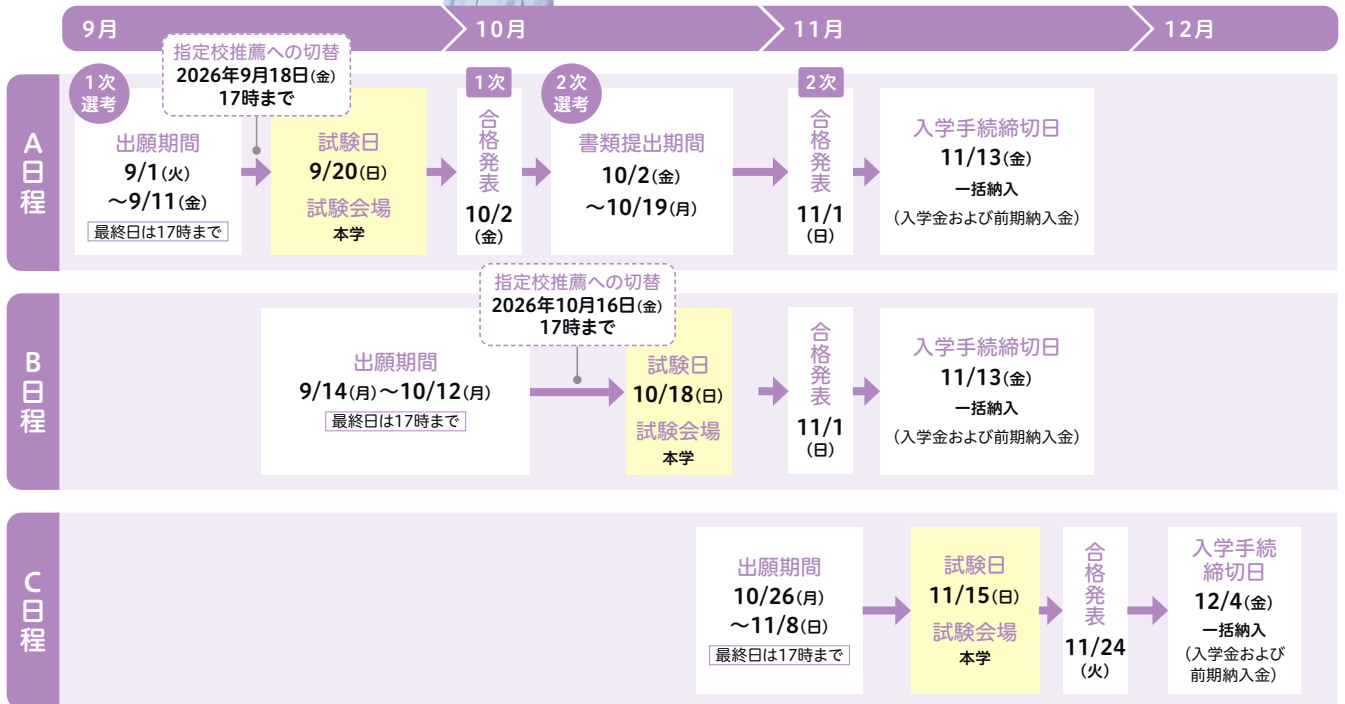 9月
10月
11月
12月
A日程
1次
選考
出願期間
9/1(火)
～9/11(金)
最終日は17時まで
指定校推薦への切替
2026年9月18日(金)
17時まで
試験日
9/20(日)
試験会場
本学
1次
合格発表
10/2
(金)
2次
選考
書類提出期間
10/2(金)
～10/19(月)
2次
合格発表
11/1
(日)
入学手続締切日
11/13(金)
一括納入
(入学金および前期納入金)
B日程
出願期間
9/14(月)～10/12(月)
最終日は17時まで
指定校推薦への切替
2026年10月16日(金)
17時まで
試験日
10/18(日)
試験会場
本学
合格発表
11/1
(日)
入学手続締切日
11/13(金)
一括納入
(入学金および前期納入金)
C日程
出願期間
10/26(月)
～11/8(日)
最終日は17時まで
試験日
11/15(日)
試験会場
本学
合格発表
11/24
(火)
入学手続
締切日
12/4(金)
一括納入
(入学金および
前期納入金)